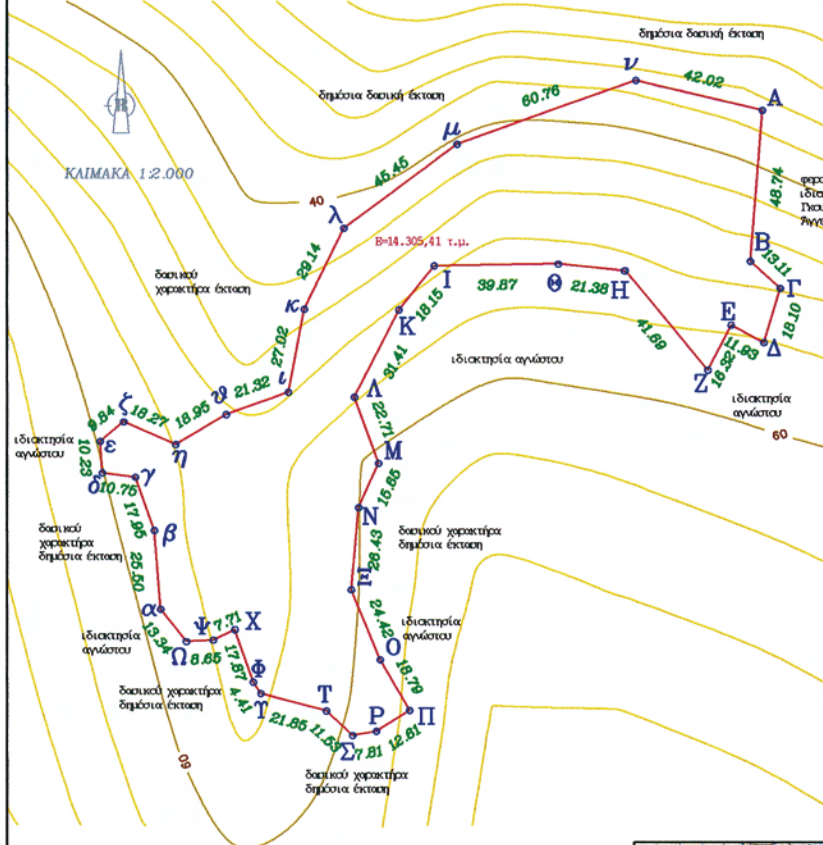 δημόσια δασική έκταση
ν
42.02
Α
60.76
δημόσια δασική έκταση
μ
ΚΛΙΜΑΚΑ 1:2.000
45.45
48.74
40
λ
Ε=14.305,41 τ.μ.
29.14
Β
13.11
Ι
Θ
Η
Γ
δασικού
χαρακτήρα έκταση
39.87
21.38
κ
18.15
Κ
18.10
Ε
11.93
Δ
27.02
41.69
16.32
Ζ
31.41
ιδιοκτησία αγνώστου
ι
21.32
θ
Λ
ιδιοκτησία
αγνώστου
9.84
ζ
18.27
18.95
22.71
60
ιδιοκτησία
αγνώστου
ε
η
Μ
10.23
δ
γ
10.75
15.65
17.95
Ν
β
δασικού
χαρακτήρα
δημόσια έκταση
δασικού χαρακτήρα
δημόσια έκταση
26.43
25.50
Ξ
α
13.34
Ψ
7.71
Χ
24.42
ιδιοκτησία
αγνώστου
ιδιοκτησία
αγνώστου
Ω
8.65
17.87
Ο
Φ
18.79
δασικού χαρακτήρα
δημόσια έκταση
4.41
Υ
21.65
Τ
11.53
Π
Ρ
12.61
Σ
7.81
60
δασικού χαρακτήρα
δημόσια έκταση